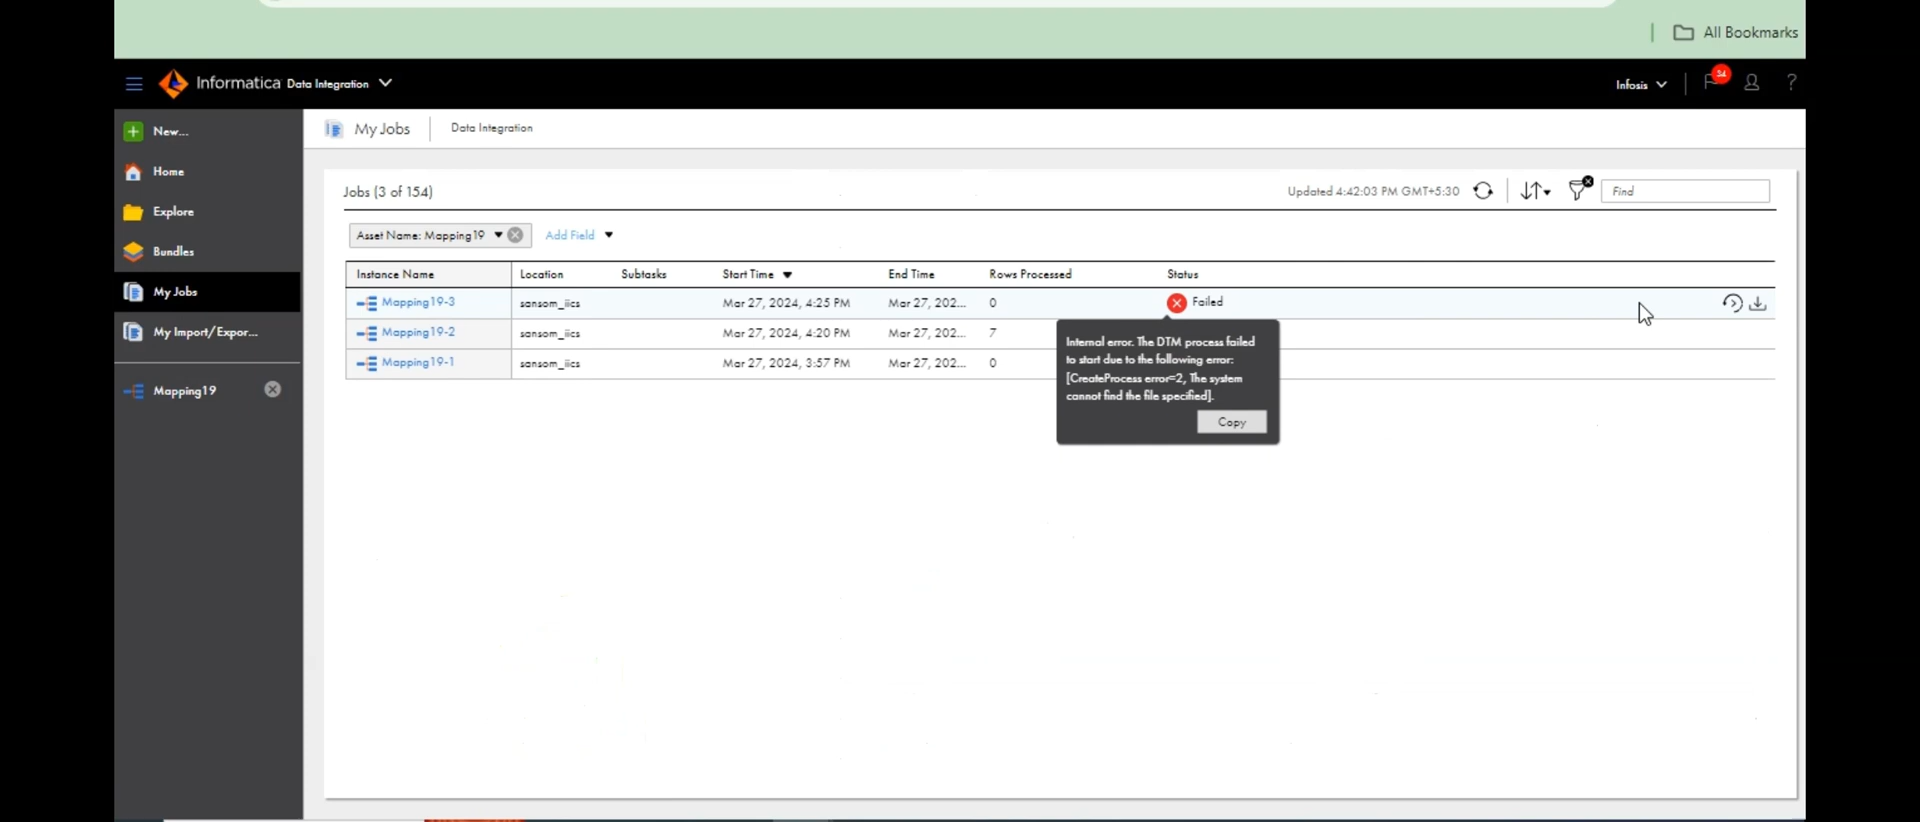 All Bookmarks
Informatica Data Integration
Infosis
34
?
New...
My Jobs
Data Integration
Home
Jobs (3 of 154)
Updated 4:42:03 PM GMT+5:30
Find
Explore
Asset Name: Mapping19
Add Field
Bundles
Instance Name Location Subtasks Start Time End Time Rows Processed Status
My Jobs
Mapping19-3 sansom_iics Mar 27, 2024, 4:25 PM Mar 27, 202... 0 Failed
My Import/Expor...
Mapping19-2 sansom_iics Mar 27, 2024, 4:20 PM Mar 27, 202... 7
Mapping19-1 sansom_iics Mar 27, 2024, 3:57 PM Mar 27, 202... 0
Internal error. The DTM process failed
to start due to the following error:
[CreateProcess error=2, The system
cannot find the file specified].
Copy
Mapping19